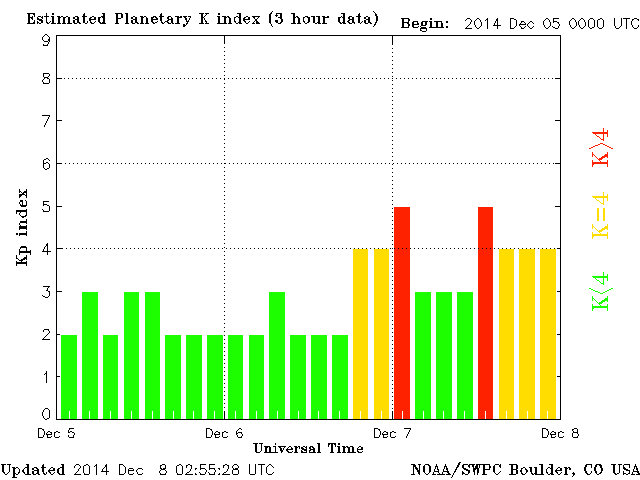 Estimated Planetary K index (3 hour data) Begin: 2014 Dec 05 0000 UTC
9
8
7
6
5
4
3
2
1
0
Kp index
K>4
K=4
K<4
Dec 5 Dec 6 Dec 7 Dec 8
Universal Time
Updated 2014 Dec 8 02:55:28 UTC NOAA/SWPC Boulder, CO USA